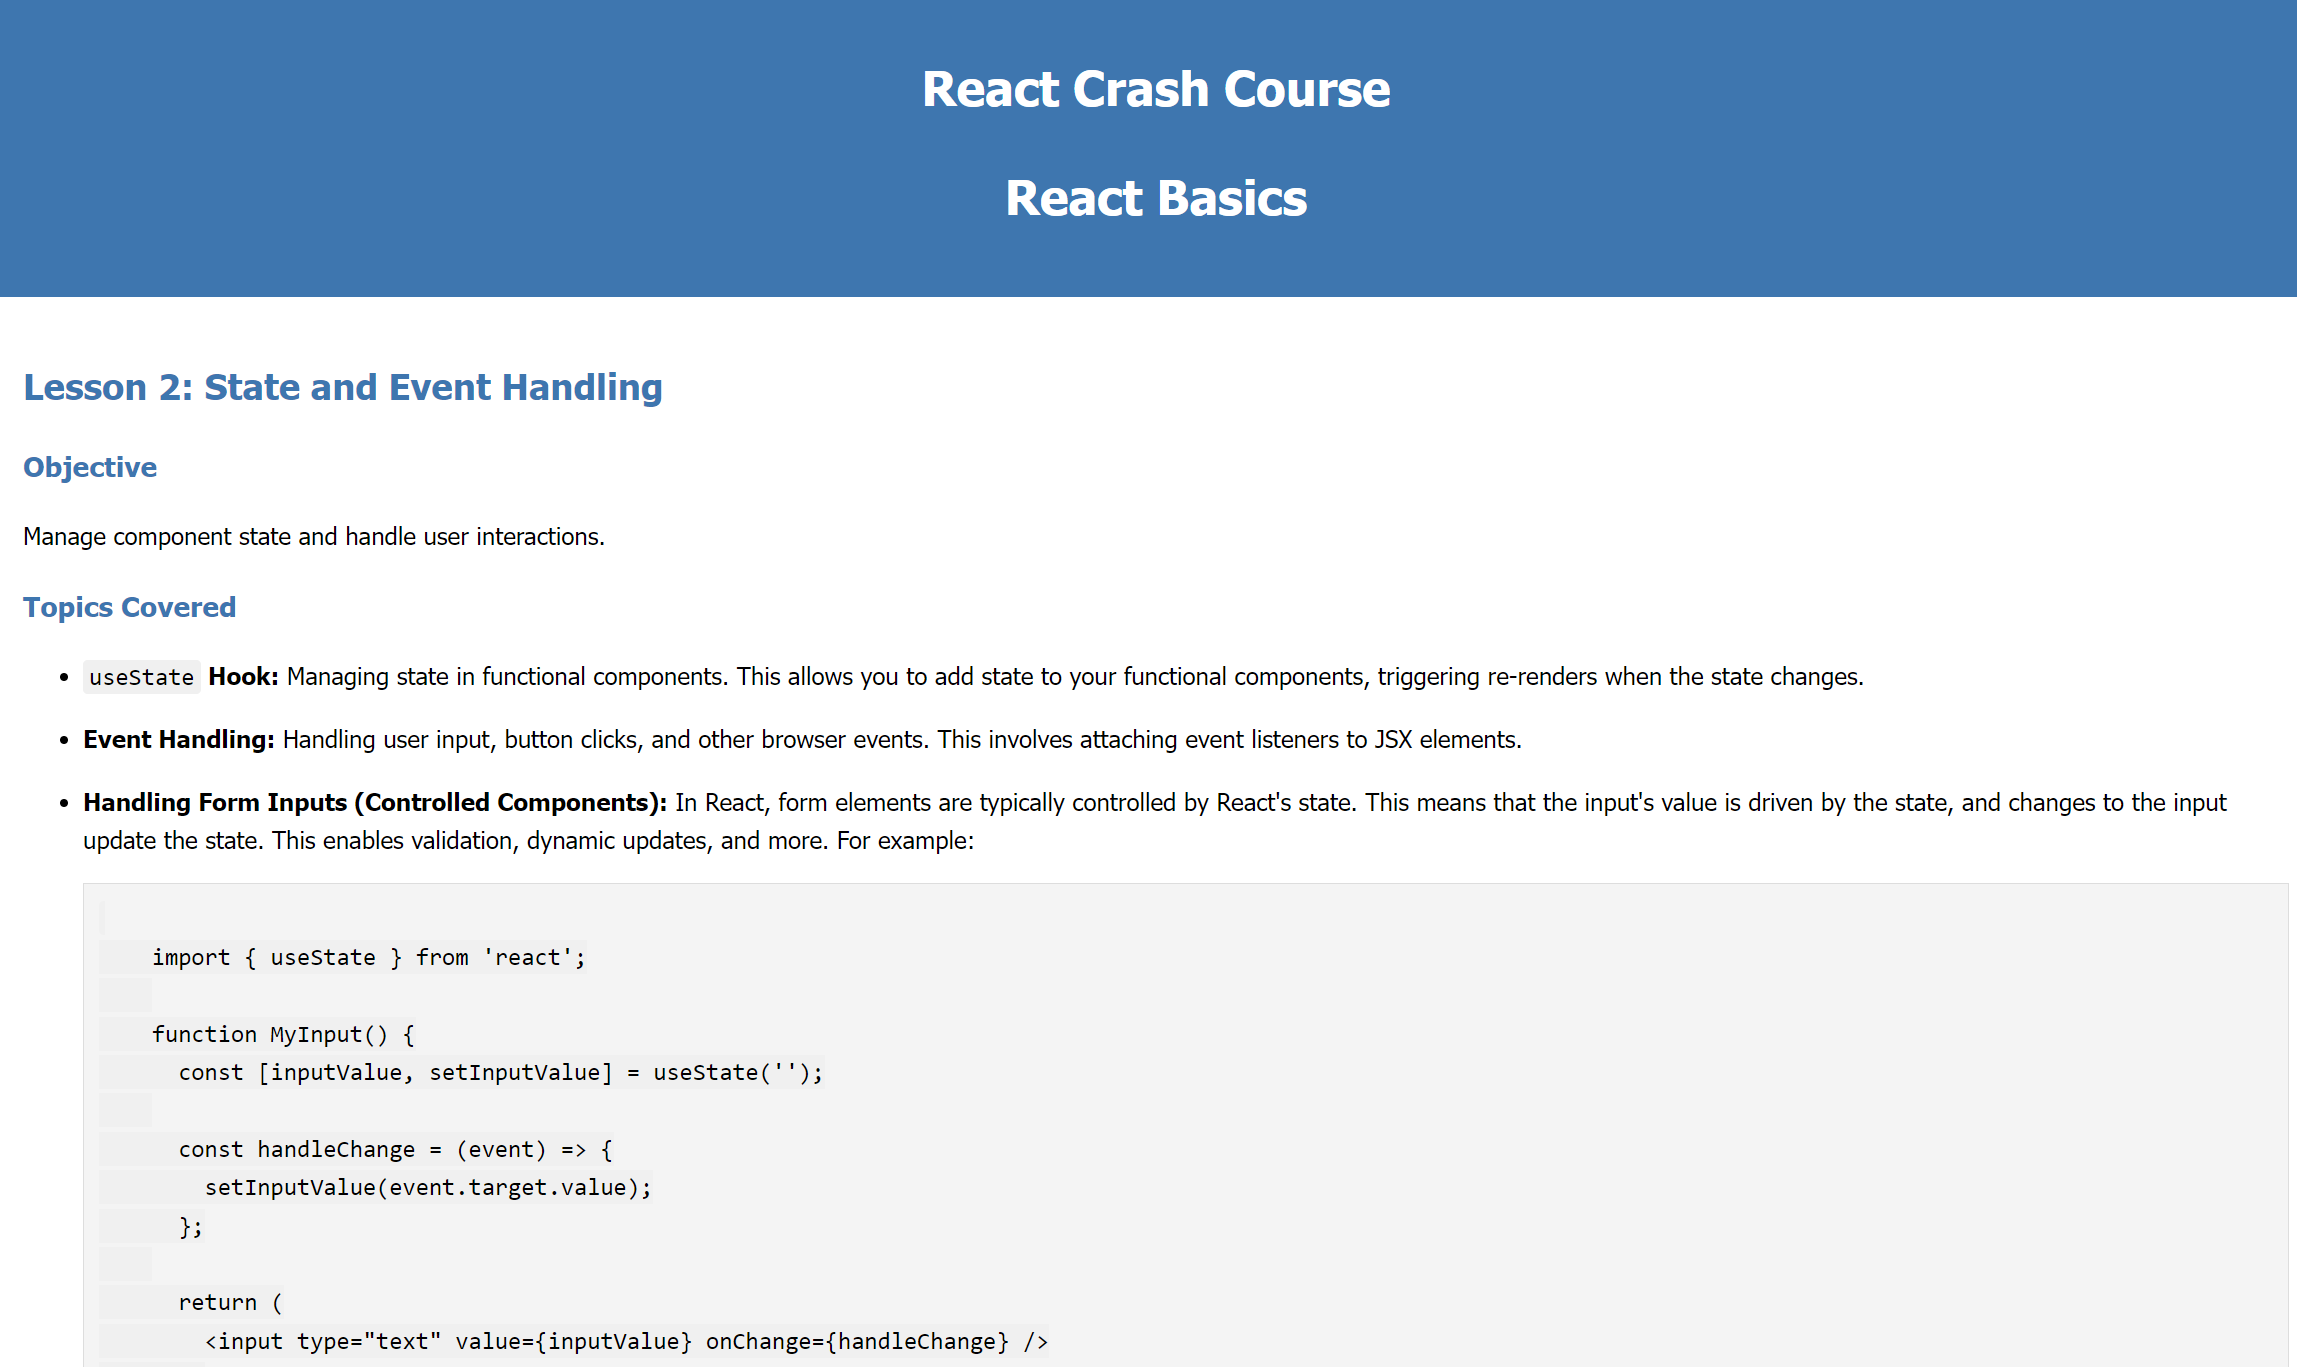 React Crash Course
React Basics
Lesson 2: State and Event Handling
Objective
Manage component state and handle user interactions.
Topics Covered
• useState Hook: Managing state in functional components. This allows you to add state to your functional components, triggering re-renders when the state changes.
• Event Handling: Handling user input, button clicks, and other browser events. This involves attaching event listeners to JSX elements.
• Handling Form Inputs (Controlled Components): In React, form elements are typically controlled by React's state. This means that the input's value is driven by the state, and changes to the input
update the state. This enables validation, dynamic updates, and more. For example:
import { useState } from 'react';
function MyInput() {
  const [inputValue, setInputValue] = useState('');
  const handleChange = (event) => {
    setInputValue(event.target.value);
  };
  return (
    <input type="text" value={inputValue} onChange={handleChange} />